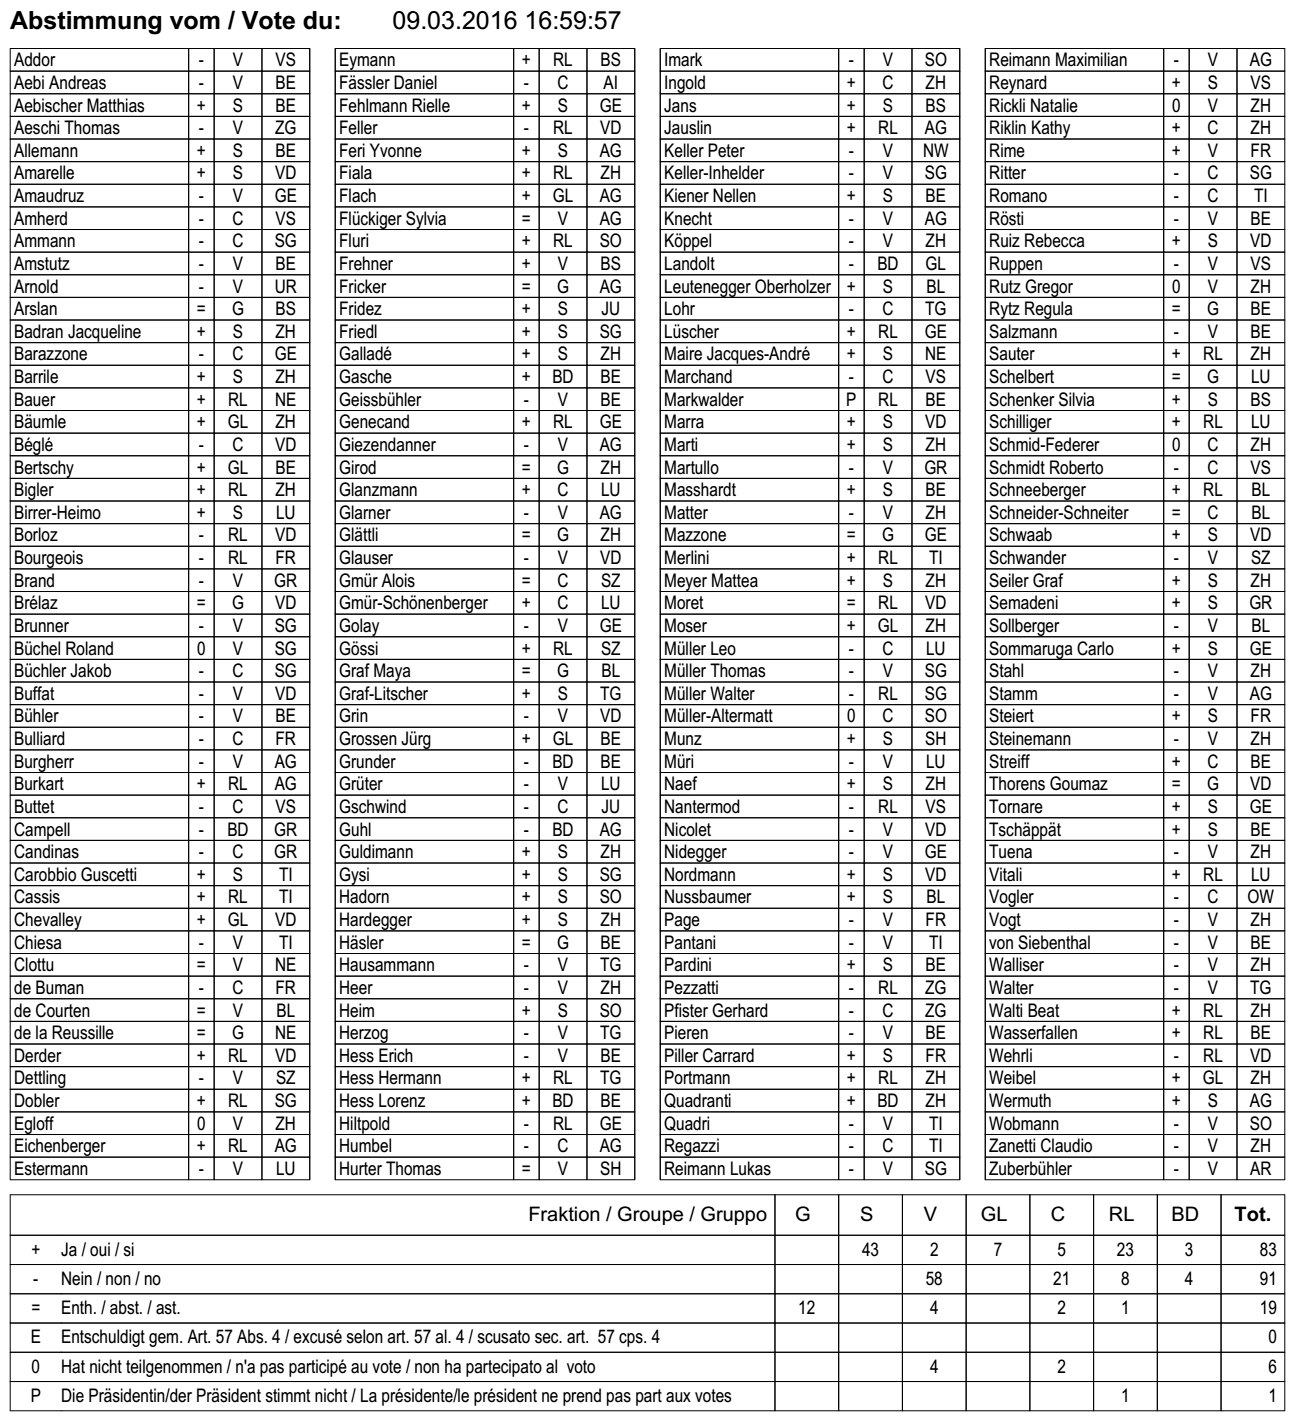 Abstimmung vom / Vote du: 09.03.2016 16:59:57
Addor - V VS
Aebi Andreas - V BE
Aebischer Matthias + S BE
Aeschi Thomas - V ZG
Allemann + S BE
Amarelle + S VD
Amaudruz - V GE
Amherd - C VS
Ammann - C SG
Amstutz - V BE
Arnold - V UR
Arslan = G BS
Badran Jacqueline + S ZH
Barazzone - C GE
Barrile + S ZH
Bauer + RL NE
Bäumle + GL ZH
Béglé - C VD
Bertschy + GL BE
Bigler + RL ZH
Birrer-Heimo + S LU
Borloz - RL VD
Bourgeois - RL FR
Brand - V GR
Brélaz = G VD
Brunner - V SG
Büchel Roland 0 V SG
Büchler Jakob - C SG
Buffat - V VD
Bühler - V BE
Bulliard - C FR
Burgherr - V AG
Burkart + RL AG
Buttet - C VS
Campell - BD GR
Candinas - C GR
Carobbio Guscetti + S TI
Cassis + RL TI
Chevalley + GL VD
Chiesa - V TI
Clottu = V NE
de Buman - C FR
de Courten = V BL
de la Reussille = G NE
Derder + RL VD
Dettling - V SZ
Dobler + RL SG
Egloff 0 V ZH
Eichenberger + RL AG
Estermann - V LU
Eymann + RL BS
Fässler Daniel - C AI
Fehlmann Rielle + S GE
Feller - RL VD
Feri Yvonne + S AG
Fiala + RL ZH
Flach + GL AG
Flückiger Sylvia = V AG
Fluri + RL SO
Frehner + V BS
Fricker = G AG
Fridez + S JU
Friedl + S SG
Galladé + S ZH
Gasche + BD BE
Geissbühler - V BE
Genecand + RL GE
Giezendanner - V AG
Girod = G ZH
Glanzmann + C LU
Glarner - V AG
Glättli = G ZH
Glauser - V VD
Gmür Alois = C SZ
Gmür-Schönenberger + C LU
Golay - V GE
Gössi + RL SZ
Graf Maya = G BL
Graf-Litscher + S TG
Grin - V VD
Grossen Jürg + GL BE
Grunder - BD BE
Grüter - V LU
Gschwind - C JU
Guhl - BD AG
Guldimann + S ZH
Gysi + S SG
Hadorn + S SO
Hardegger + S ZH
Häsler = G BE
Hausammann - V TG
Heer - V ZH
Heim + S SO
Herzog - V TG
Hess Erich - V BE
Hess Hermann + RL TG
Hess Lorenz + BD BE
Hiltpold - RL GE
Humbel - C AG
Hurter Thomas = V SH
Imark - V SO
Ingold + C ZH
Jans + S BS
Jauslin + RL AG
Keller Peter - V NW
Keller-Inhelder - V SG
Kiener Nellen + S BE
Knecht - V AG
Köppel - V ZH
Landolt - BD GL
Leutenegger Oberholzer + S BL
Lohr - C TG
Lüscher + RL GE
Maire Jacques-André + S NE
Marchand - C VS
Markwalder P RL BE
Marra + S VD
Marti + S ZH
Martullo - V GR
Masshardt + S BE
Matter - V ZH
Mazzone = G GE
Merlini + RL TI
Meyer Mattea + S ZH
Moret = RL VD
Moser + GL ZH
Müller Leo - C LU
Müller Thomas - V SG
Müller Walter - RL SG
Müller-Altermatt 0 C SO
Munz + S SH
Müri - V LU
Naef + S ZH
Nantermod - RL VS
Nicolet - V VD
Nidegger - V GE
Nordmann + S VD
Nussbaumer + S BL
Page - V FR
Pantani - V TI
Pardini + S BE
Pezzatti - RL ZG
Pfister Gerhard - C ZG
Pieren - V BE
Piller Carrard + S FR
Portmann + RL ZH
Quadranti + BD ZH
Quadri - V TI
Regazzi - C TI
Reimann Lukas - V SG
Reimann Maximilian - V AG
Reynard + S VS
Rickli Natalie 0 V ZH
Riklin Kathy + C ZH
Rime + V FR
Ritter - C SG
Romano - C TI
Rösti - V BE
Ruiz Rebecca + S VD
Ruppen - V VS
Rutz Gregor 0 V ZH
Rytz Regula = G BE
Salzmann - V BE
Sauter + RL ZH
Schelbert = G LU
Schenker Silvia + S BS
Schilliger + RL LU
Schmid-Federer 0 C ZH
Schmidt Roberto - C VS
Schneeberger + RL BL
Schneider-Schneiter = C BL
Schwaab + S VD
Schwander - V SZ
Seiler Graf + S ZH
Semadeni + S GR
Sollberger - V BL
Sommaruga Carlo + S GE
Stahl - V ZH
Stamm - V AG
Steiert + S FR
Steinemann - V ZH
Streiff + C BE
Thorens Goumaz = G VD
Tornare + S GE
Tschäppät + S BE
Tuena - V ZH
Vitali + RL LU
Vogler - C OW
Vogt - V ZH
von Siebenthal - V BE
Walliser - V ZH
Walter - V TG
Walti Beat + RL ZH
Wasserfallen + RL BE
Wehrli - RL VD
Weibel + GL ZH
Wermuth + S AG
Wobmann - V SO
Zanetti Claudio - V ZH
Zuberbühler - V AR
Fraktion / Groupe / Gruppo G S V GL C RL BD Tot.
+ Ja / oui / si 43 2 7 5 23 3 83
- Nein / non / no 58 21 8 4 91
= Enth. / abst. / ast. 12 4 2 1 19
E Entschuldigt gem. Art. 57 Abs. 4 / excusé selon art. 57 al. 4 / scusato sec. art. 57 cps. 4 0
0 Hat nicht teilgenommen / n'a pas participé au vote / non ha partecipato al voto 4 2 6
P Die Präsidentin/der Präsident stimmt nicht / La présidente/le président ne prend pas part aux votes 1 1